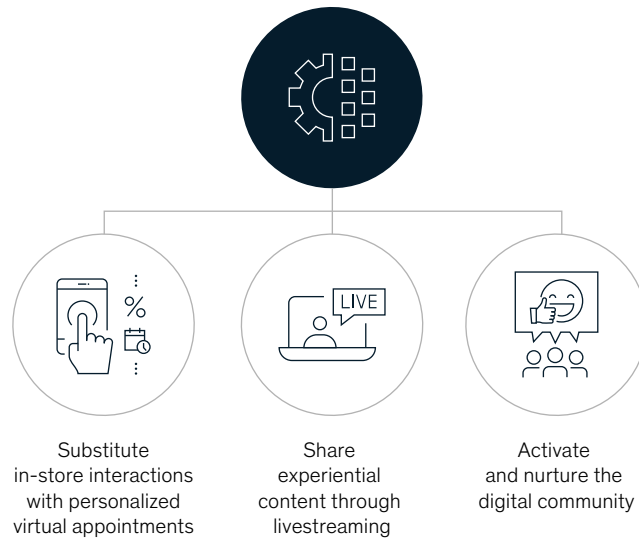 %
LIVE
Substitute
in-store interactions
with personalized
virtual appointments
Share
experiential
content through
livestreaming
Activate
and nurture the
digital community